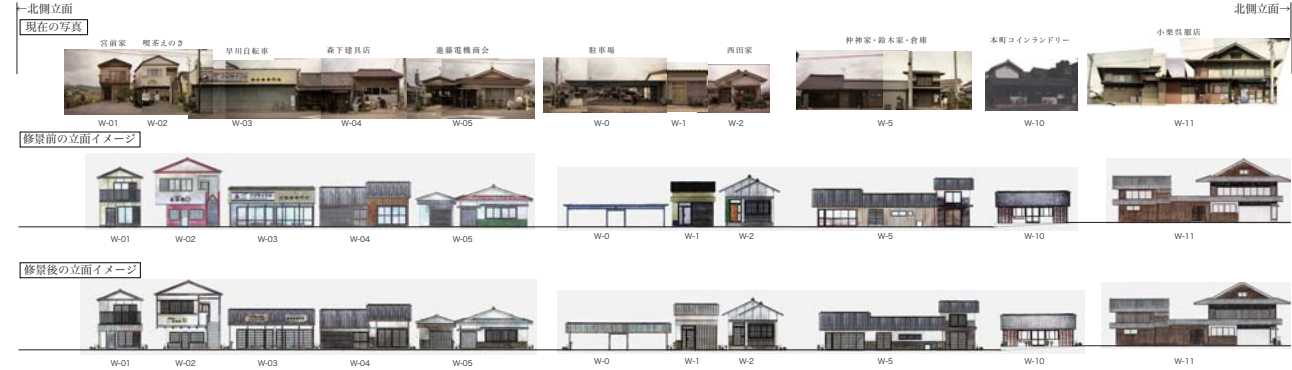 ←北側立面
北側立面→
現在の写真
宮前家 喫茶えのき 早川自転車 森下建具店 進藤電機商会 駐車場 西田家 仲神家・鈴木家・倉庫 本町コインランドリー 小栗呉服店
W-01 W-02 W-03 W-04 W-05 W-0 W-1 W-2 W-5 W-10 W-11
修景前の立面イメージ
W-01 W-02 W-03 W-04 W-05 W-0 W-1 W-2 W-5 W-10 W-11
修景後の立面イメージ
W-01 W-02 W-03 W-04 W-05 W-0 W-1 W-2 W-5 W-10 W-11